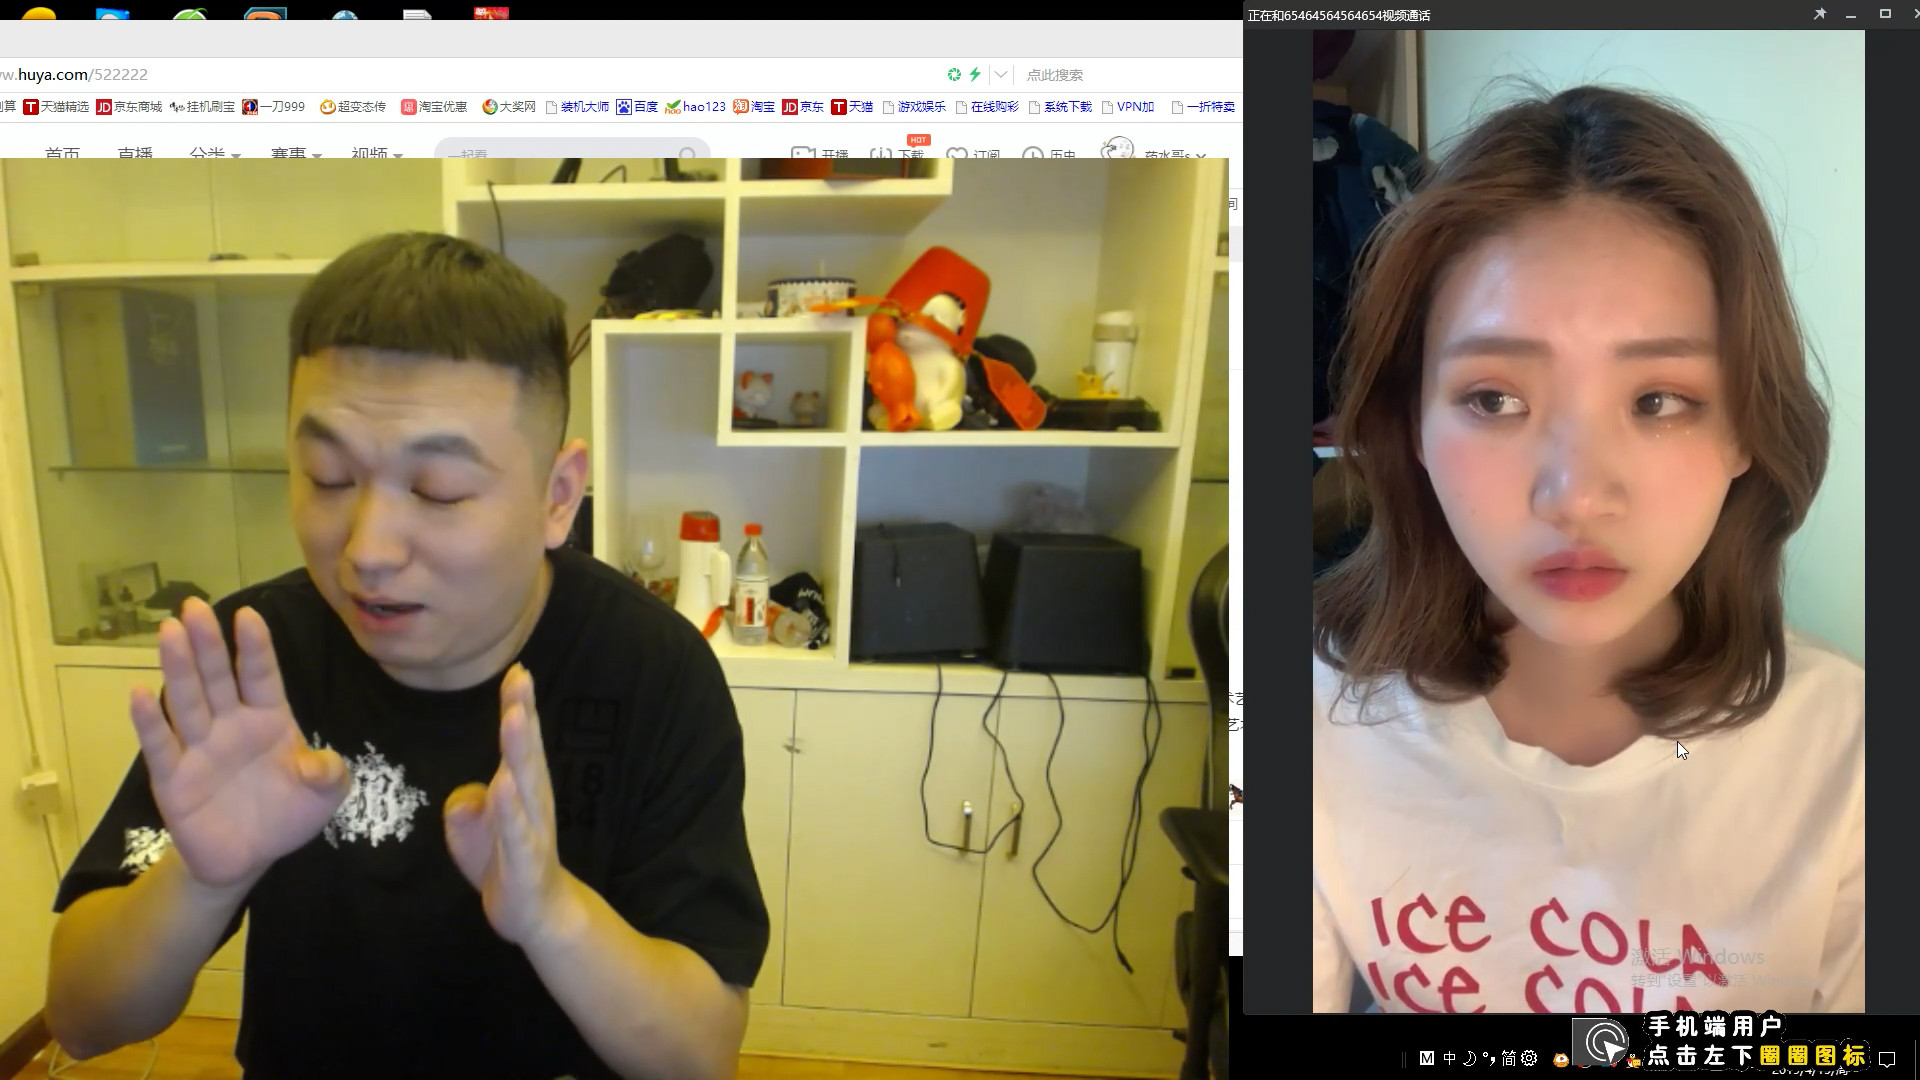 正在和65464564564654视频通话
w.huya.com/522222
点此搜索
天猫精选 京东商城 挂机刷宝 一刀999 超变态传 淘宝优惠 大奖网 装机大师 百度 hao123 淘宝 京东 天猫 游戏娱乐 在线购彩 系统下载 VPN加 一折特卖
HOT
首页 直播 分类 赛事 视频 一起看 开播 下载 订阅 历史
ICE COLA
ICE COLA
激活 Windows
转到"设置"以激活 Win
手机端用户
点击左下圈圈图标
M 中 简